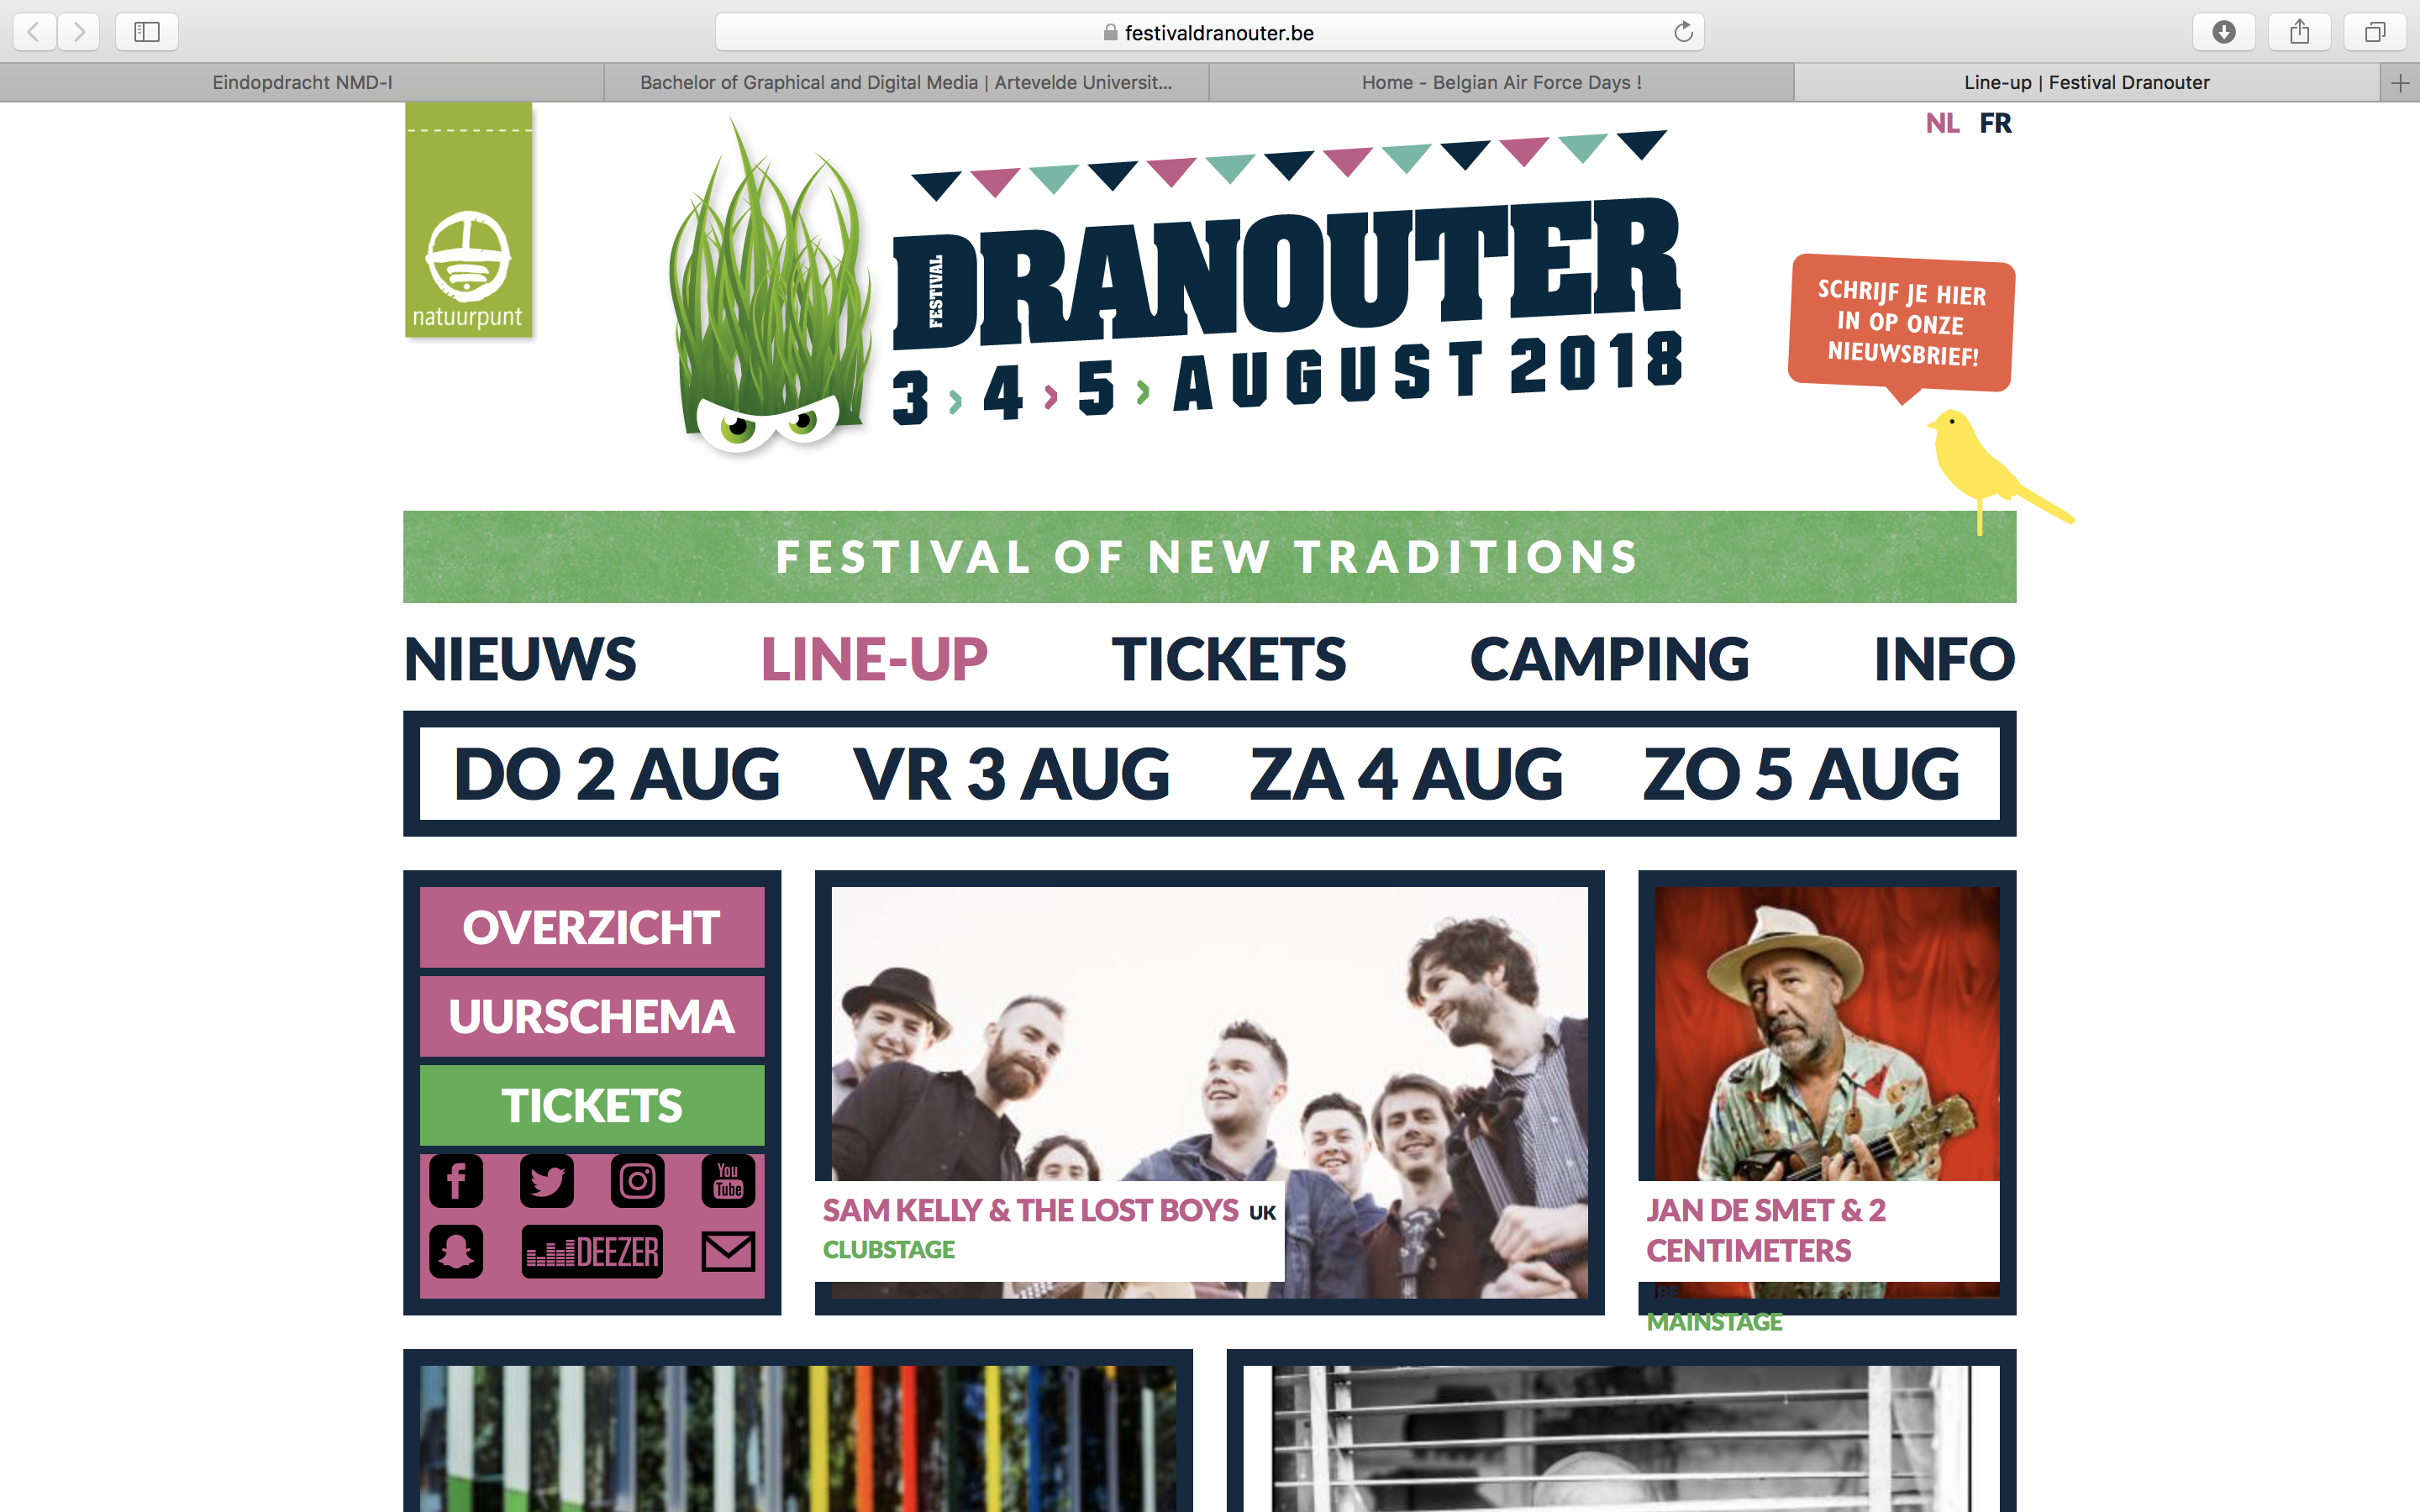 festivaldranouter.be
Eindopdracht NMD-I
Bachelor of Graphical and Digital Media | Artevelde Universit...
Home - Belgian Air Force Days !
Line-up | Festival Dranouter
NL FR
natuurpunt
FESTIVAL
DRANOUTER
3 > 4 > 5 > AUGUST 2018
SCHRIJF JE HIER
IN OP ONZE
NIEUWSBRIEF!
FESTIVAL OF NEW TRADITIONS
NIEUWS LINE-UP TICKETS CAMPING INFO
DO 2 AUG VR 3 AUG ZA 4 AUG ZO 5 AUG
OVERZICHT
UURSCHEMA
TICKETS
You
Tube
DEEZER
SAM KELLY & THE LOST BOYS UK
CLUBSTAGE
JAN DE SMET & 2
CENTIMETERS
BE
MAINSTAGE